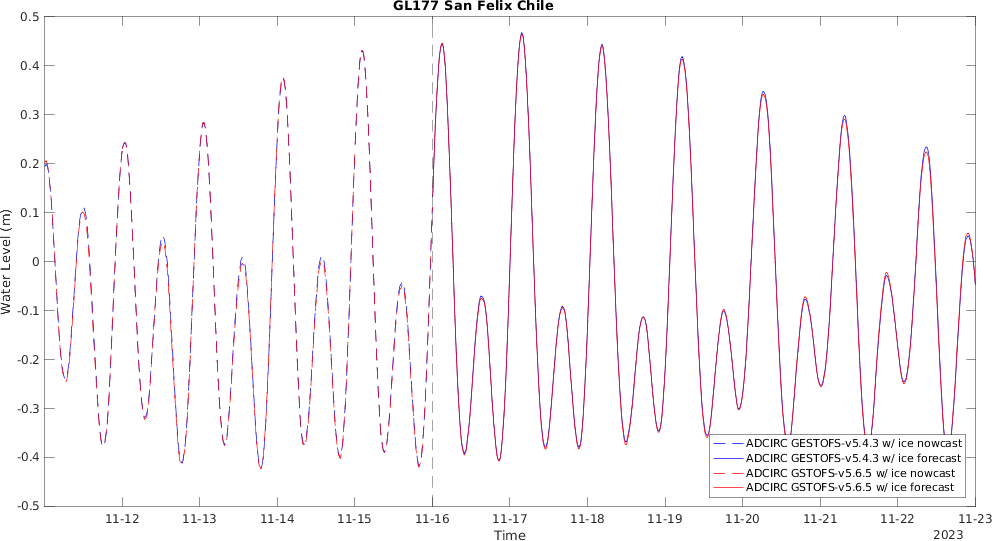 GL177 San Felix Chile
0.5
0.4
0.3
0.2
0.1
0
-0.1
-0.2
-0.3
-0.4
-0.5
Water Level (m)
ADCIRC GESTOFS-v5.4.3 w/ ice nowcast
ADCIRC GESTOFS-v5.4.3 w/ ice forecast
ADCIRC GSTOFS-v5.6.5 w/ ice nowcast
ADCIRC GSTOFS-v5.6.5 w/ ice forecast
11-12 11-13 11-14 11-15 11-16 11-17 11-18 11-19 11-20 11-21 11-22 11-23
Time
2023